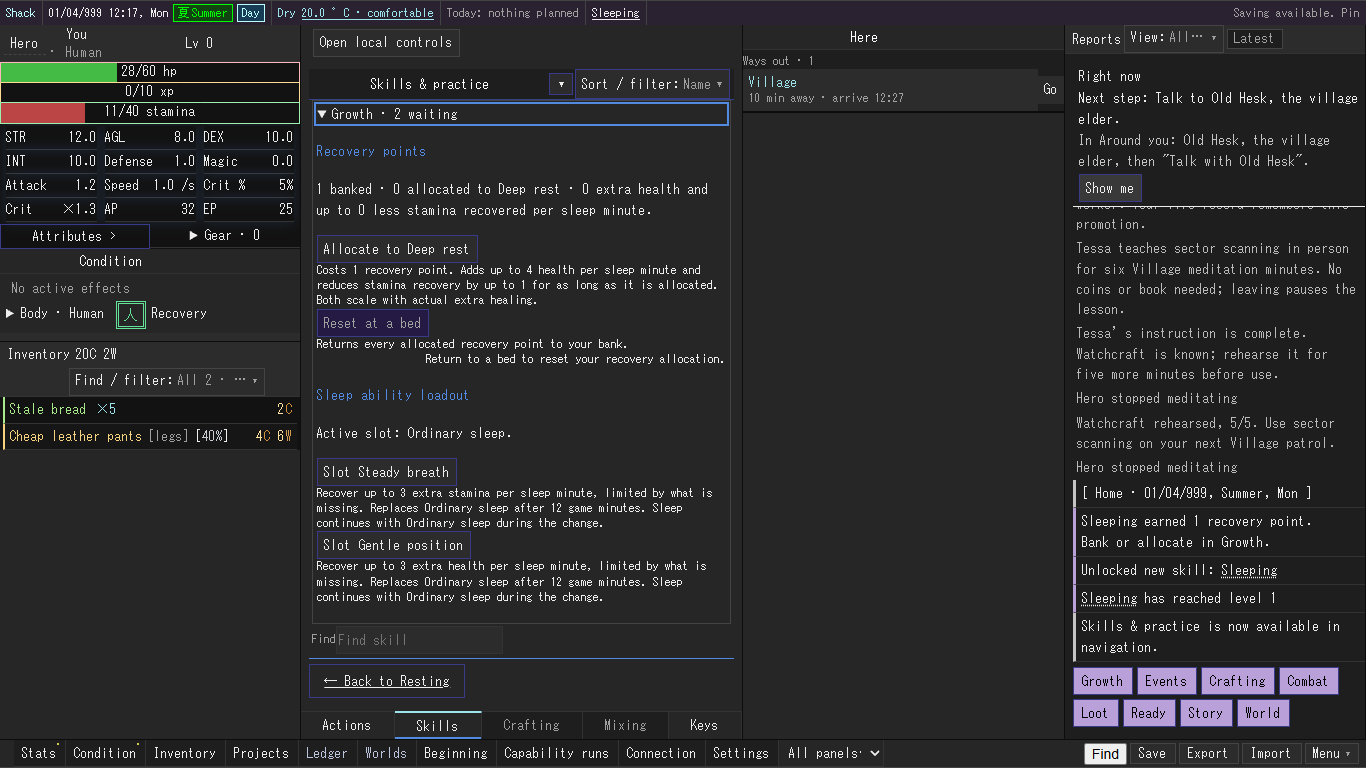 Shack 01/04/999 12:17, Mon 夏Summer Day Dry 20.0 ° C · comfortable Today: nothing planned Sleeping Saving available. Pin
Hero · You Human Lv 0
28/60 hp
0/10 xp
11/40 stamina
STR 12.0 AGL 8.0 DEX 10.0
INT 10.0 Defense 1.0 Magic 0.0
Attack 1.2 Speed 1.0 /s Crit % 5%
Crit ×1.3 AP 32 EP 25
Attributes > ▶ Gear · 0
Condition
No active effects
▶ Body · Human 人 Recovery
Inventory 20C 2W
Find / filter: All 2 · ⋯ ▾
Stale bread ×5 2C
Cheap leather pants [legs] [40%] 4C 6W
Open local controls
Skills & practice ▾ Sort / filter: Name ▾
▼ Growth · 2 waiting
Recovery points
1 banked · 0 allocated to Deep rest · 0 extra health and
up to 0 less stamina recovered per sleep minute.
Allocate to Deep rest
Costs 1 recovery point. Adds up to 4 health per sleep minute and
reduces stamina recovery by up to 1 for as long as it is allocated.
Both scale with actual extra healing.
Reset at a bed
Returns every allocated recovery point to your bank.
Return to a bed to reset your recovery allocation.
Sleep ability loadout
Active slot: Ordinary sleep.
Slot Steady breath
Recover up to 3 extra stamina per sleep minute, limited by what is
missing. Replaces Ordinary sleep after 12 game minutes. Sleep
continues with Ordinary sleep during the change.
Slot Gentle position
Recover up to 3 extra health per sleep minute, limited by what is
missing. Replaces Ordinary sleep after 12 game minutes. Sleep
continues with Ordinary sleep during the change.
Find Find skill
← Back to Resting
Actions Skills Crafting Mixing Keys
Here
Ways out · 1
Village
10 min away · arrive 12:27
Go
Reports View: All⋯ ▾ Latest
Right now
Next step: Talk to Old Hesk, the village
elder.
In Around you: Old Hesk, the village
elder, then "Talk with Old Hesk".
Show me
promotion.
Tessa teaches sector scanning in person
for six Village meditation minutes. No
coins or book needed; leaving pauses the
lesson.
Tessa's instruction is complete.
Watchcraft is known; rehearse it for
five more minutes before use.
Hero stopped meditating
Watchcraft rehearsed, 5/5. Use sector
scanning on your next Village patrol.
Hero stopped meditating
[ Home · 01/04/999, Summer, Mon ]
Sleeping earned 1 recovery point.
Bank or allocate in Growth.
Unlocked new skill: Sleeping
Sleeping has reached level 1
Skills & practice is now available in
navigation.
Growth Events Crafting Combat
Loot Ready Story World
Stats Condition Inventory Projects Ledger Worlds Beginning Capability runs Connection Settings All panels· Find Save Export Import Menu ▾